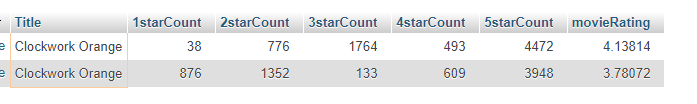 Title 1starCount 2starCount 3starCount 4starCount 5starCount movieRating
e Clockwork Orange 38 776 1764 493 4472 4.13814
e Clockwork Orange 876 1352 133 609 3948 3.78072